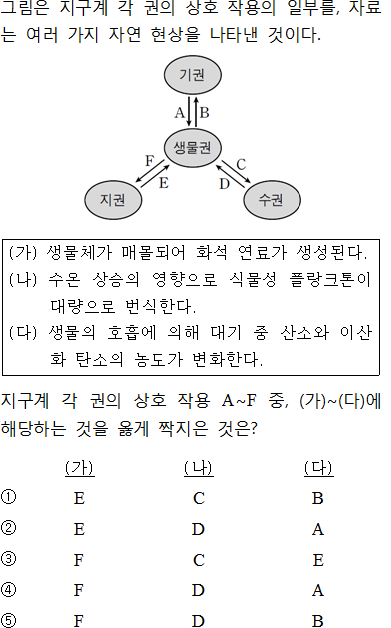 그림은 지구계 각 권의 상호 작용의 일부를, 자료
는 여러 가지 자연 현상을 나타낸 것이다.
기권
A B
생물권
F C
E D
지권 수권
(가) 생물체가 매몰되어 화석 연료가 생성된다.
(나) 수온 상승의 영향으로 식물성 플랑크톤이
대량으로 번식한다.
(다) 생물의 호흡에 의해 대기 중 산소와 이산
화 탄소의 농도가 변화한다.
지구계 각 권의 상호 작용 A~F 중, (가)~(다)에
해당하는 것을 옳게 짝지은 것은?
(가) (나) (다)
① E C B
② E D A
③ F C E
④ F D A
⑤ F D B